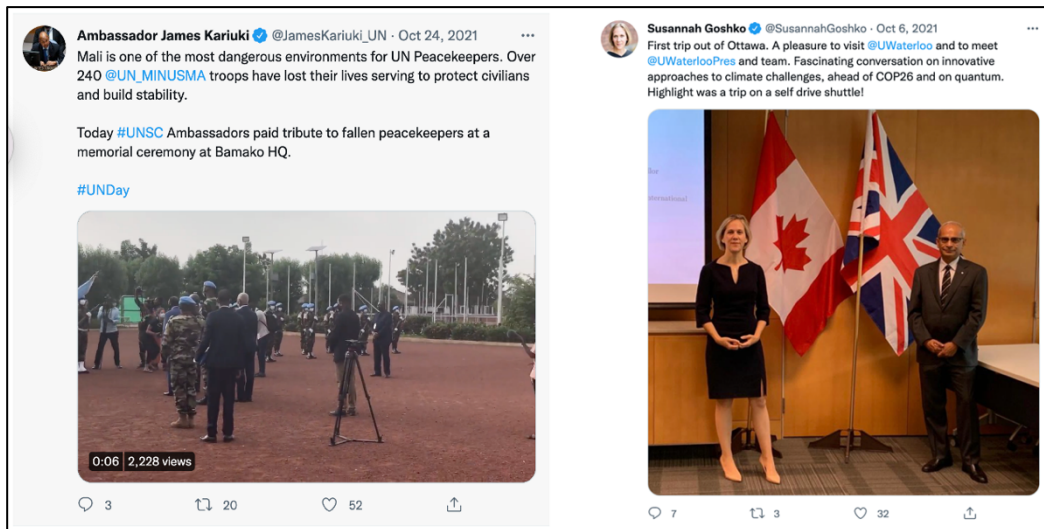 Ambassador James Kariuki @JamesKariuki_UN · Oct 24, 2021
Mali is one of the most dangerous environments for UN Peacekeepers. Over
240 @UN_MINUSMA troops have lost their lives serving to protect civilians
and build stability.
Today #UNSC Ambassadors paid tribute to fallen peacekeepers at a
memorial ceremony at Bamako HQ.
#UNDay
0:06 2,228 views
3 20 52
Susannah Goshko @SusannahGoshko · Oct 6, 2021
First trip out of Ottawa. A pleasure to visit @UWaterloo and to meet
@UWaterlooPres and team. Fascinating conversation on innovative
approaches to climate challenges, ahead of COP26 and on quantum.
Highlight was a trip on a self drive shuttle!
7 3 32